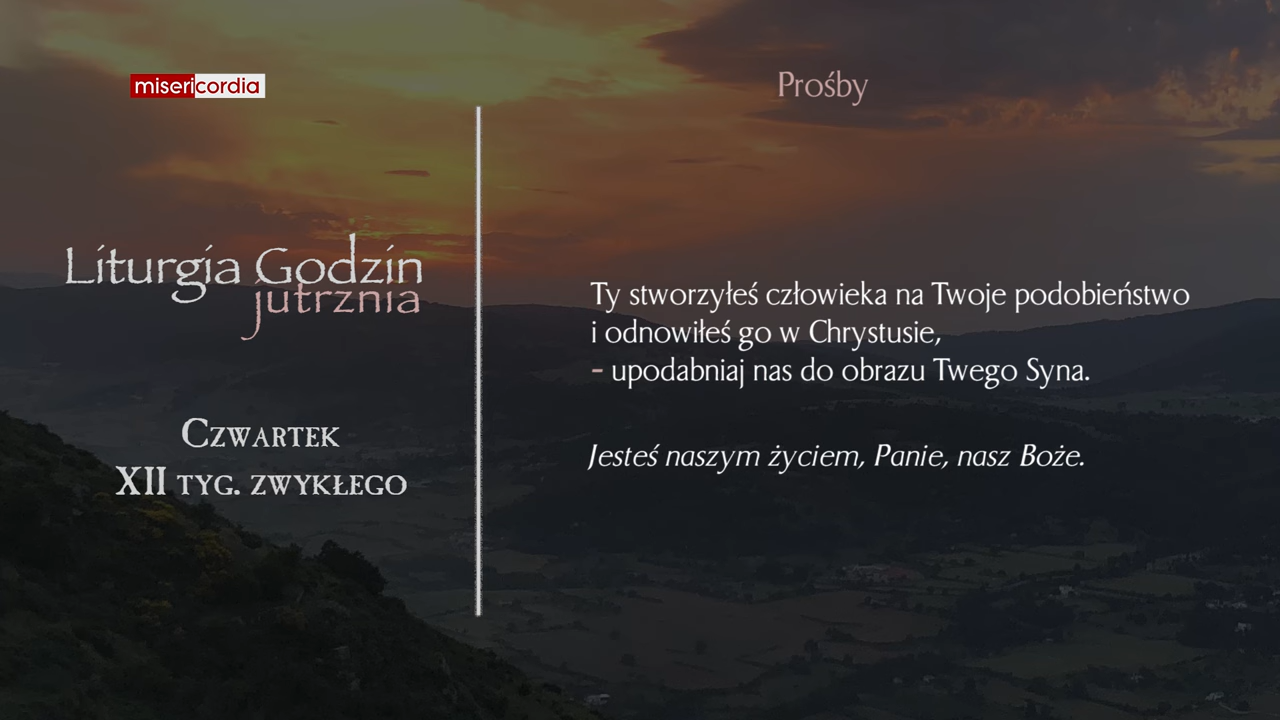 misericordia
Liturgia Godzin
jutrznia
Czwartek
XII tyg. zwykłego
Prośby
Ty stworzyłeś człowieka na Twoje podobieństwo
i odnowiłeś go w Chrystusie,
- upodabniaj nas do obrazu Twego Syna.
Jesteś naszym życiem, Panie, nasz Boże.